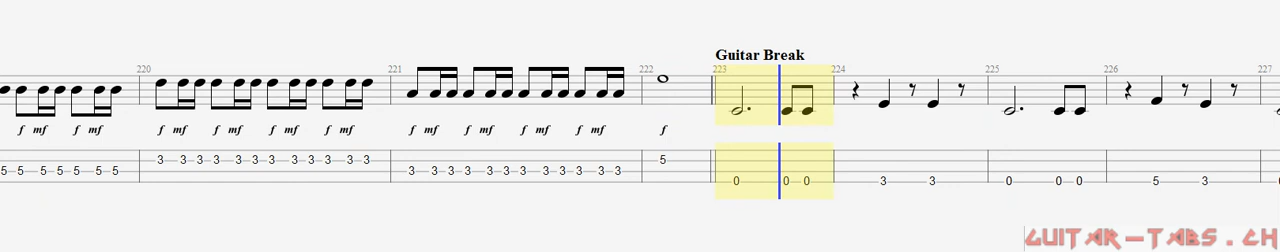 Guitar Break
220 221 222 223 224 225 226 227
f mf f mf f mf f mf f mf f mf f mf f mf f mf f mf f
5 5 5 5 5 5 5 3 3 3 3 3 3 3 3 3 3 3 3 3 3 3 3 3 3 3 3 3 3 3 3 5 0 0 0 3 3 0 0 0 5 3
GUITAR-TABS.CH